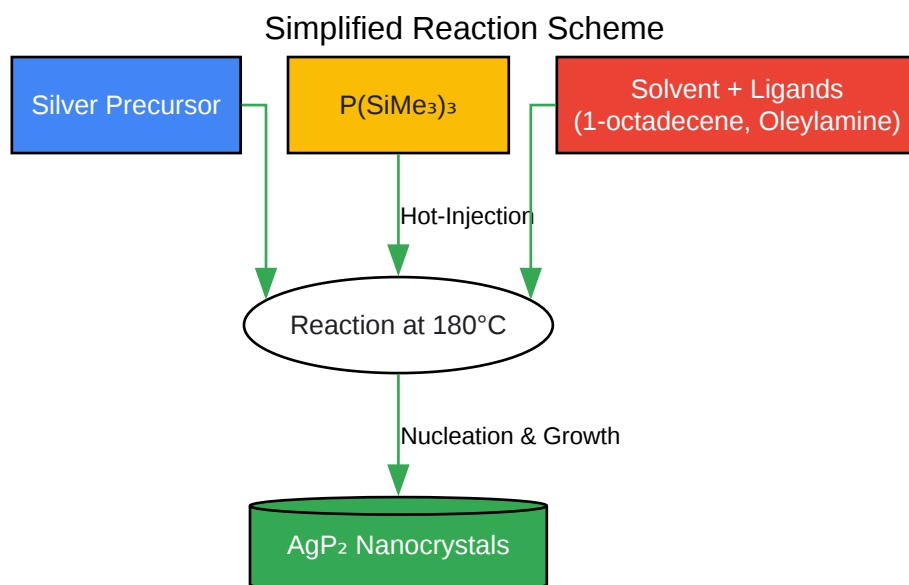 Simplified Reaction Scheme
Silver Precursor
P(SiMe₃)₃
Solvent + Ligands
(1-octadecene, Oleylamine)
Hot-Injection
Reaction at 180°C
Nucleation & Growth
AgP₂ Nanocrystals